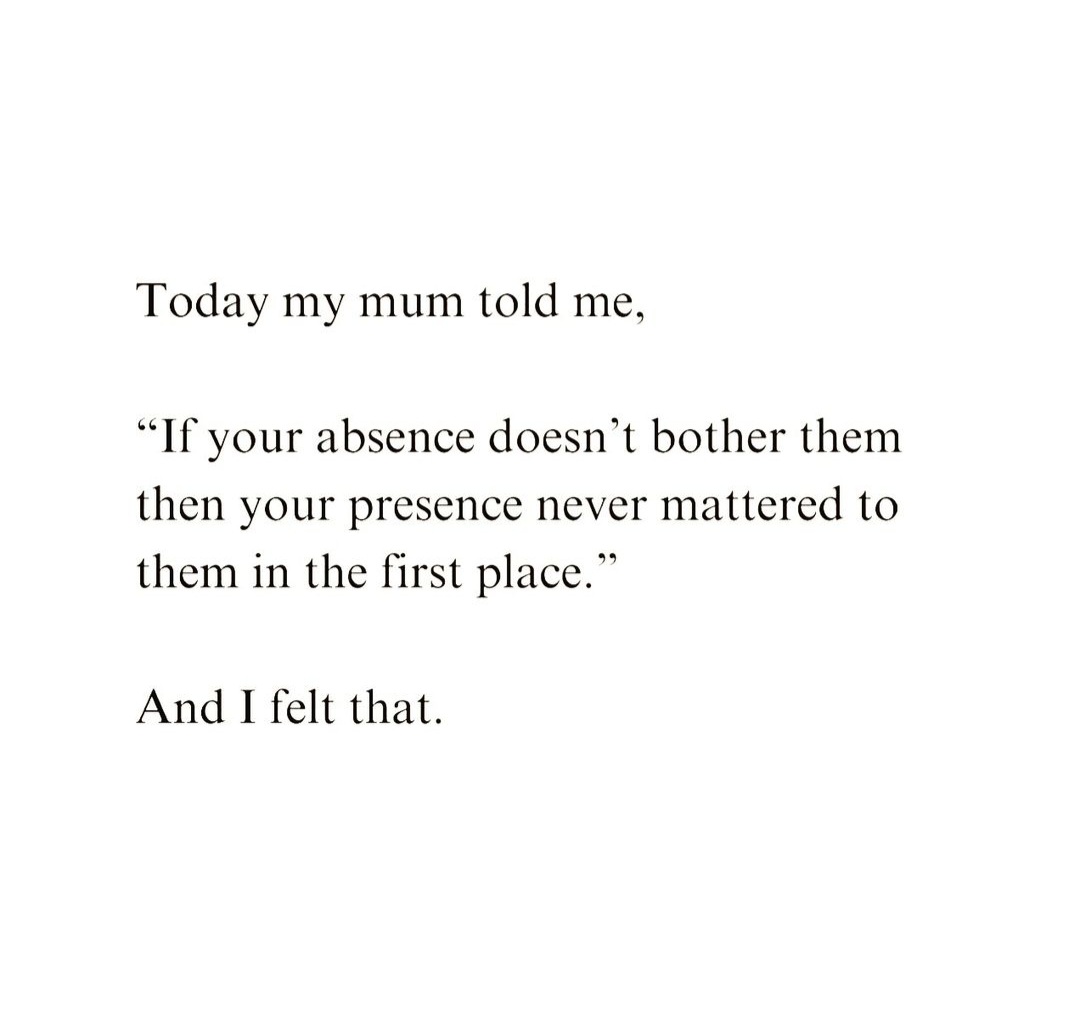 Today my mum told me,
“If your absence doesn’t bother them
then your presence never mattered to
them in the first place.”
And I felt that.